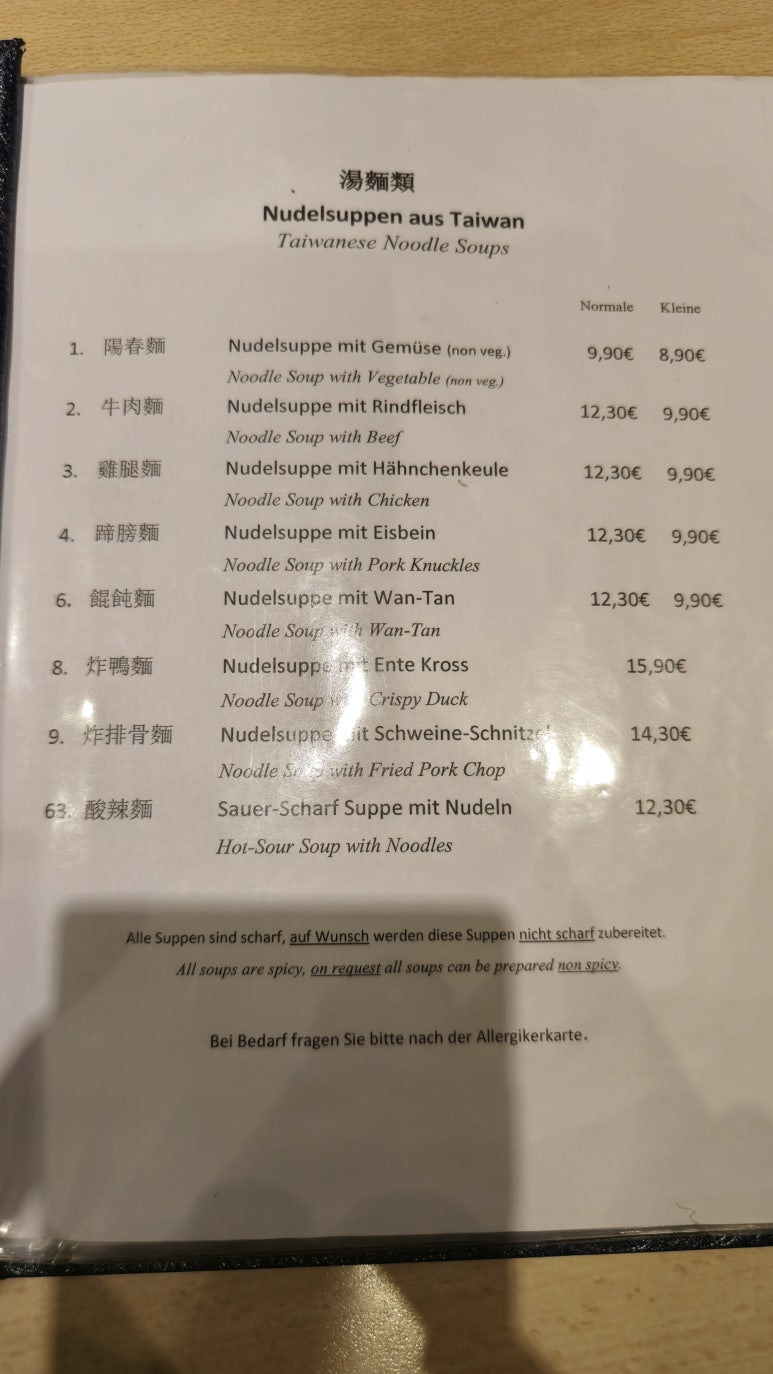 湯麵類
Nudelsuppen aus Taiwan
Taiwanese Noodle Soups
Normale Kleine
1. 陽春麵 Nudelsuppe mit Gemüse (non veg.) 9,90€ 8,90€
Noodle Soup with Vegetable (non veg.)
2. 牛肉麵 Nudelsuppe mit Rindfleisch 12,30€ 9,90€
Noodle Soup with Beef
3. 雞腿麵 Nudelsuppe mit Hähnchenkeule 12,30€ 9,90€
Noodle Soup with Chicken
4. 蹄膀麵 Nudelsuppe mit Eisbein 12,30€ 9,90€
Noodle Soup with Pork Knuckles
6. 餛飩麵 Nudelsuppe mit Wan-Tan 12,30€ 9,90€
Noodle Soup with Wan-Tan
8. 炸鴨麵 Nudelsuppe mit Ente Kross 15,90€
Noodle Soup with Crispy Duck
9. 炸排骨麵 Nudelsuppe mit Schweine-Schnitzel 14,30€
Noodle Soup with Fried Pork Chop
63. 酸辣麵 Sauer-Scharf Suppe mit Nudeln 12,30€
Hot-Sour Soup with Noodles
Alle Suppen sind scharf, auf Wunsch werden diese Suppen nicht scharf zubereitet.
All soups are spicy, on request all soups can be prepared non spicy.
Bei Bedarf fragen Sie bitte nach der Allergikerkarte.